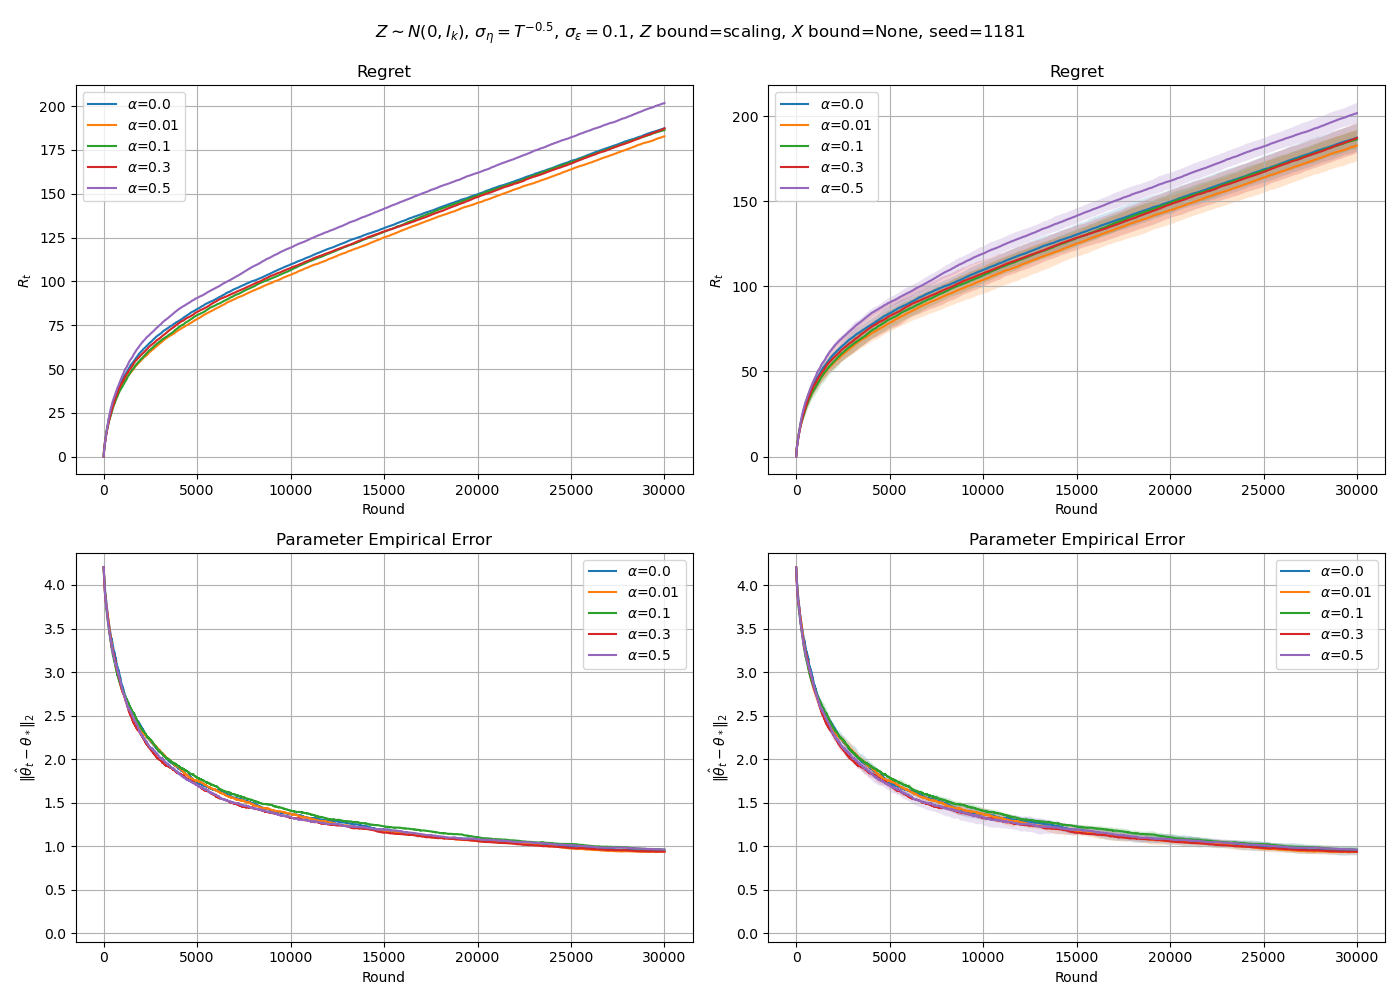 Z ∼ N(0, I_k), σ_η = T^{−0.5}, σ_ε = 0.1, Z bound=scaling, X bound=None, seed=1181
Regret
R_t
200
175
150
125
100
75
50
25
0
α=0.0
α=0.01
α=0.1
α=0.3
α=0.5
0 5000 10000 15000 20000 25000 30000
Round
Regret
R_t
200
150
100
50
0
α=0.0
α=0.01
α=0.1
α=0.3
α=0.5
0 5000 10000 15000 20000 25000 30000
Round
Parameter Empirical Error
‖θ̂_t − θ_*‖_2
4.0
3.5
3.0
2.5
2.0
1.5
1.0
0.5
0.0
α=0.0
α=0.01
α=0.1
α=0.3
α=0.5
0 5000 10000 15000 20000 25000 30000
Round
Parameter Empirical Error
‖θ̂_t − θ_*‖_2
4.0
3.5
3.0
2.5
2.0
1.5
1.0
0.5
0.0
α=0.0
α=0.01
α=0.1
α=0.3
α=0.5
0 5000 10000 15000 20000 25000 30000
Round